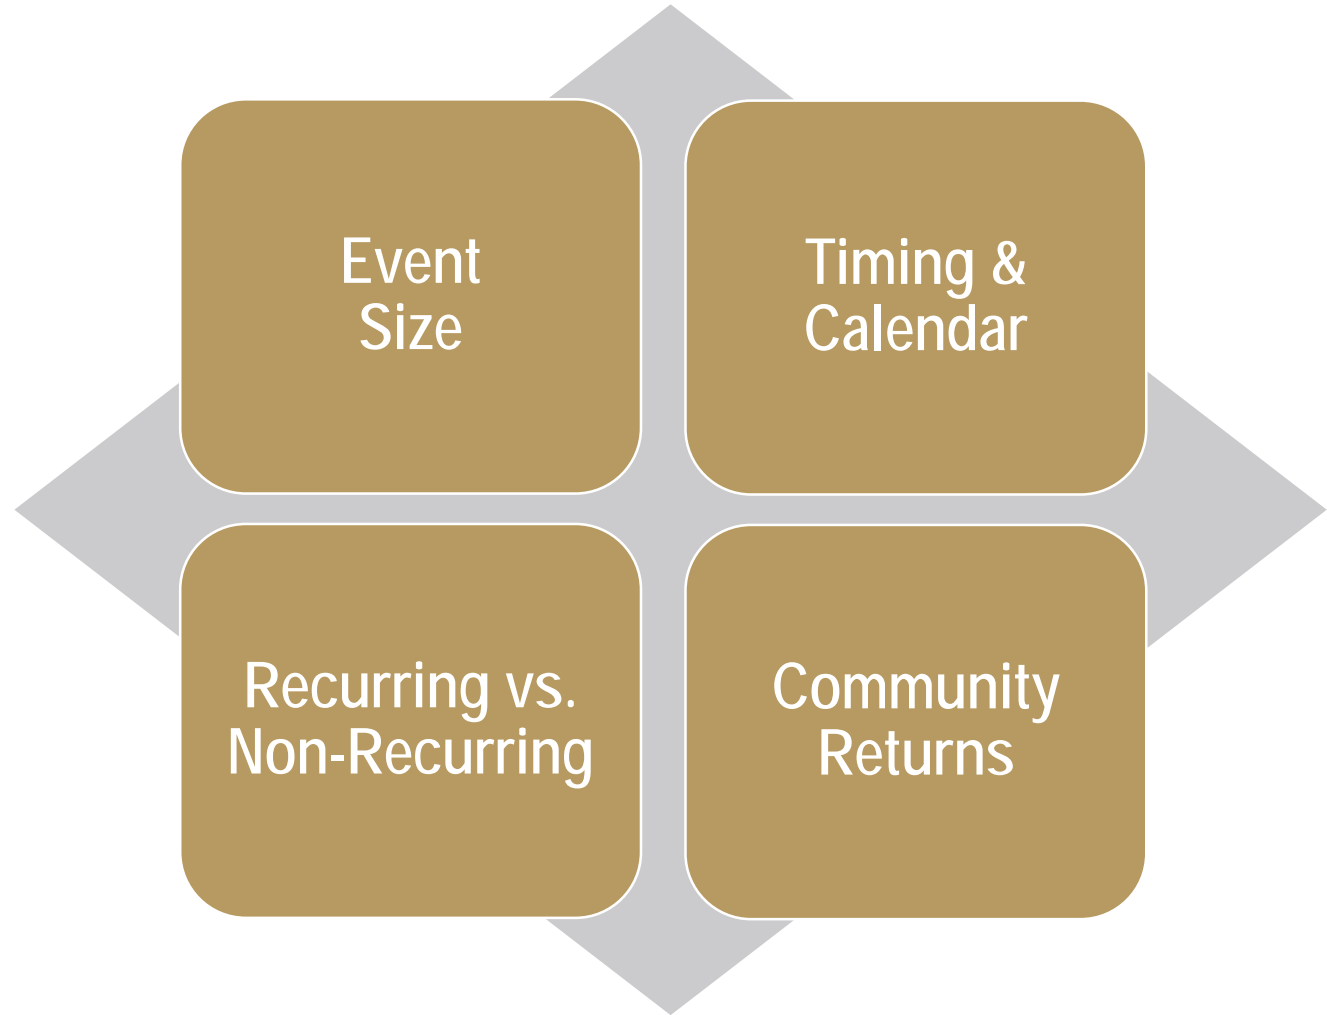 Event
Size
Timing &
Calendar
Recurring vs.
Non-Recurring
Community
Returns